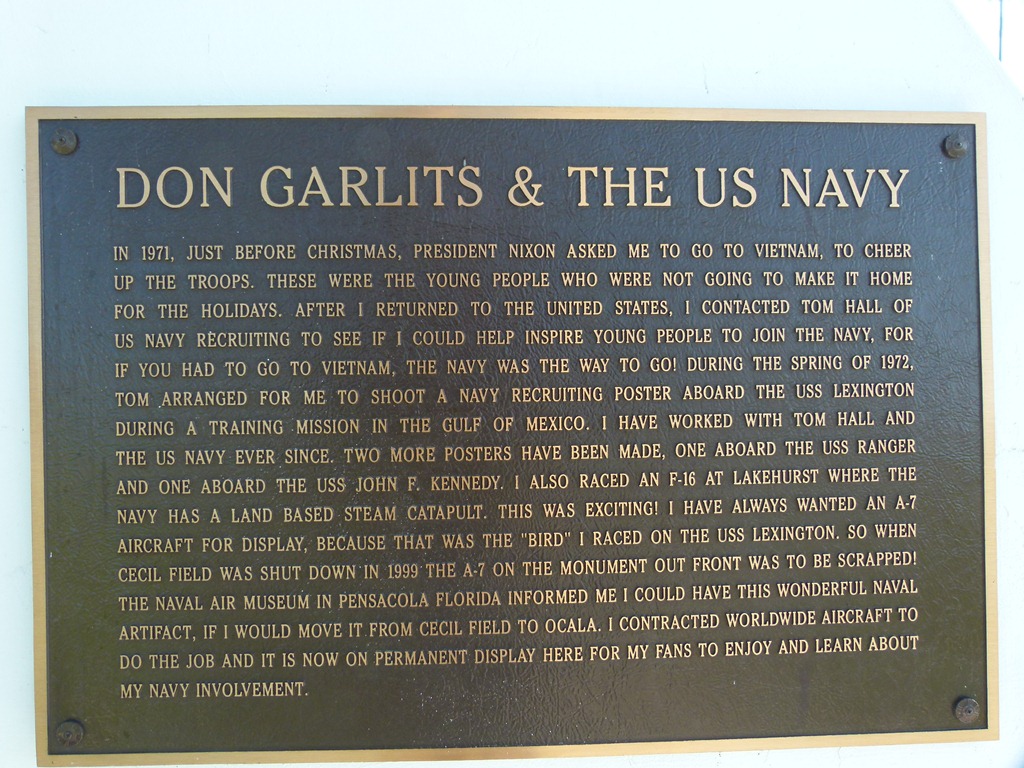 DON GARLITS & THE US NAVY
IN 1971, JUST BEFORE CHRISTMAS, PRESIDENT NIXON ASKED ME TO GO TO VIETNAM, TO CHEER
UP THE TROOPS. THESE WERE THE YOUNG PEOPLE WHO WERE NOT GOING TO MAKE IT HOME
FOR THE HOLIDAYS. AFTER I RETURNED TO THE UNITED STATES, I CONTACTED TOM HALL OF
US NAVY RECRUITING TO SEE IF I COULD HELP INSPIRE YOUNG PEOPLE TO JOIN THE NAVY, FOR
IF YOU HAD TO GO TO VIETNAM, THE NAVY WAS THE WAY TO GO! DURING THE SPRING OF 1972,
TOM ARRANGED FOR ME TO SHOOT A NAVY RECRUITING POSTER ABOARD THE USS LEXINGTON
DURING A TRAINING MISSION IN THE GULF OF MEXICO. I HAVE WORKED WITH TOM HALL AND
THE US NAVY EVER SINCE. TWO MORE POSTERS HAVE BEEN MADE, ONE ABOARD THE USS RANGER
AND ONE ABOARD THE USS JOHN F. KENNEDY. I ALSO RACED AN F-16 AT LAKEHURST WHERE THE
NAVY HAS A LAND BASED STEAM CATAPULT. THIS WAS EXCITING! I HAVE ALWAYS WANTED AN A-7
AIRCRAFT FOR DISPLAY, BECAUSE THAT WAS THE "BIRD" I RACED ON THE USS LEXINGTON. SO WHEN
CECIL FIELD WAS SHUT DOWN IN 1999 THE A-7 ON THE MONUMENT OUT FRONT WAS TO BE SCRAPPED!
THE NAVAL AIR MUSEUM IN PENSACOLA FLORIDA INFORMED ME I COULD HAVE THIS WONDERFUL NAVAL
ARTIFACT, IF I WOULD MOVE IT FROM CECIL FIELD TO OCALA. I CONTRACTED WORLDWIDE AIRCRAFT TO
DO THE JOB AND IT IS NOW ON PERMANENT DISPLAY HERE FOR MY FANS TO ENJOY AND LEARN ABOUT
MY NAVY INVOLVEMENT.